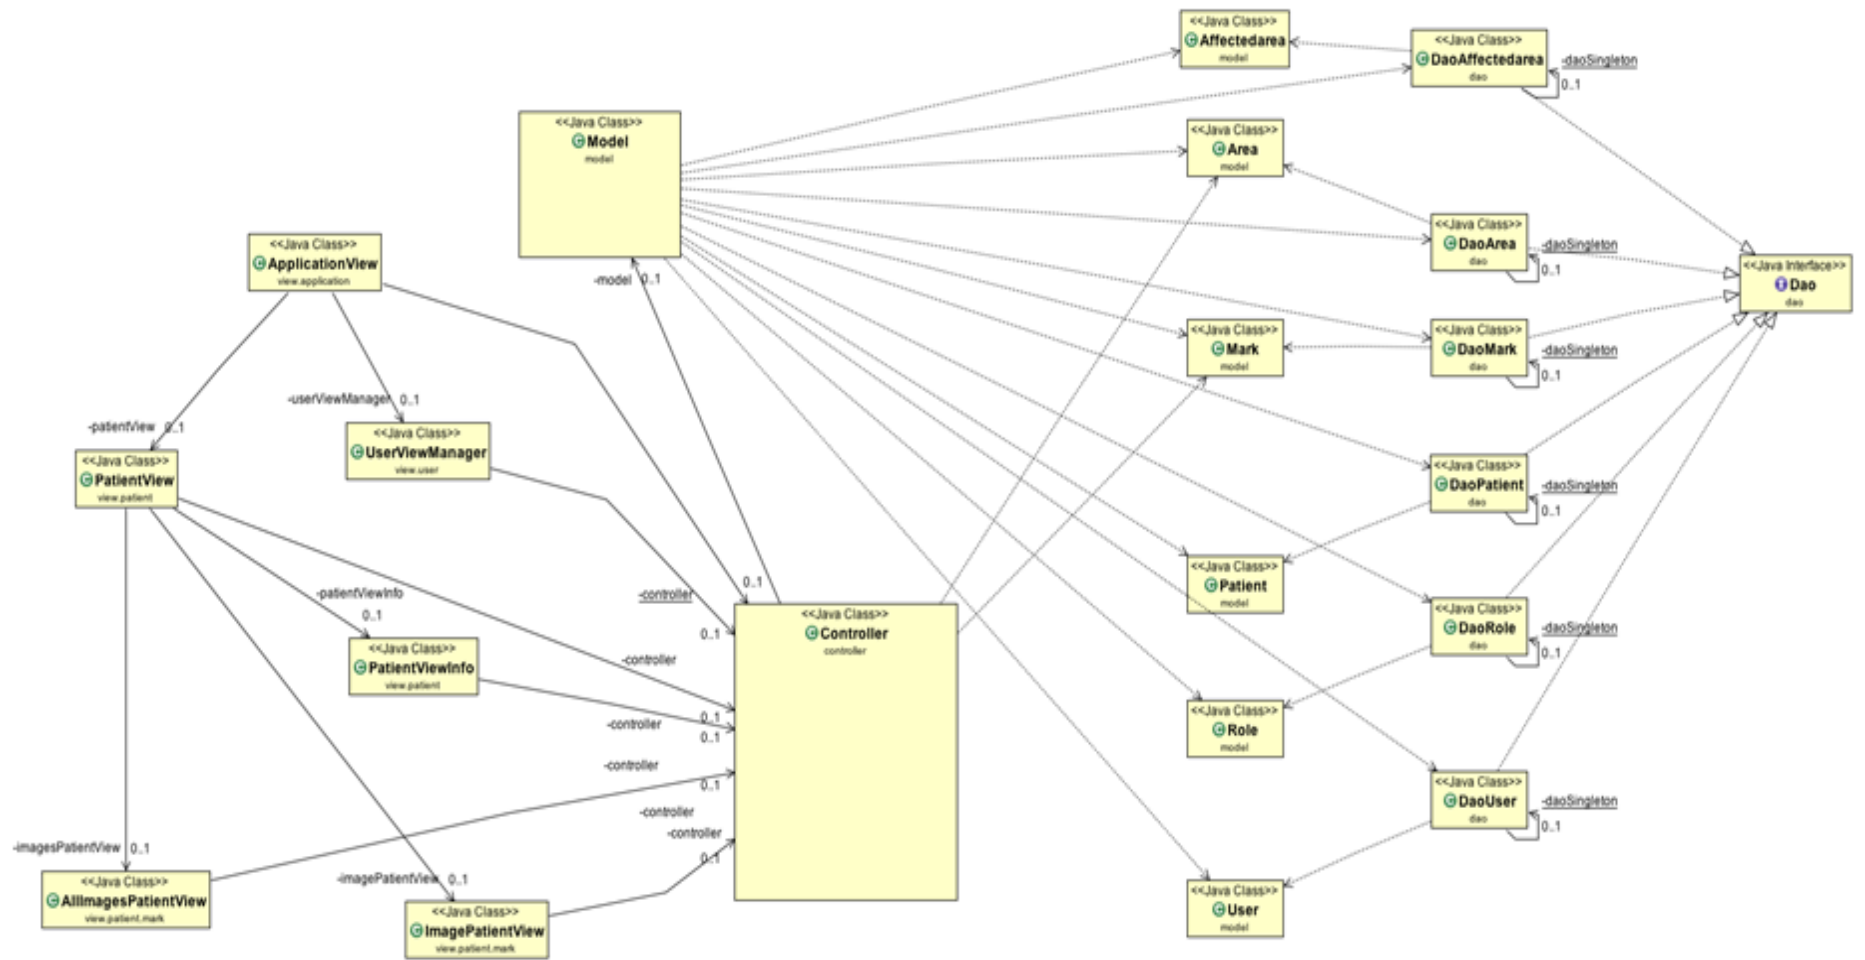 <<Java Class>>
Affectedarea
model
<<Java Class>>
DaoAffectedarea
dao
-daoSingleton
0..1
<<Java Class>>
Model
model
<<Java Class>>
Area
model
<<Java Class>>
DaoArea
dao
-daoSingleton
0..1
<<Java Interface>>
Dao
dao
<<Java Class>>
ApplicationView
view.application
-model 0..1
<<Java Class>>
Mark
model
<<Java Class>>
DaoMark
dao
-daoSingleton
0..1
-userViewManager 0..1
-patientView 0..1
<<Java Class>>
UserViewManager
view.user
<<Java Class>>
PatientView
view.patient
<<Java Class>>
DaoPatient
dao
-daoSingleton
0..1
<<Java Class>>
Patient
model
-patientViewInfo
0..1
-controller
0..1
0..1
<<Java Class>>
Controller
controller
<<Java Class>>
DaoRole
dao
-daoSingleton
0..1
<<Java Class>>
PatientViewInfo
view.patient
-controller
0..1
-controller
0..1
-controller
0..1
-controller
-controller
0..1
<<Java Class>>
Role
model
<<Java Class>>
DaoUser
dao
-daoSingleton
0..1
-imagesPatientView 0..1
<<Java Class>>
AllImagesPatientView
view.patient.mark
-imagePatientView 0..1
<<Java Class>>
ImagePatientView
view.patient.mark
<<Java Class>>
User
model